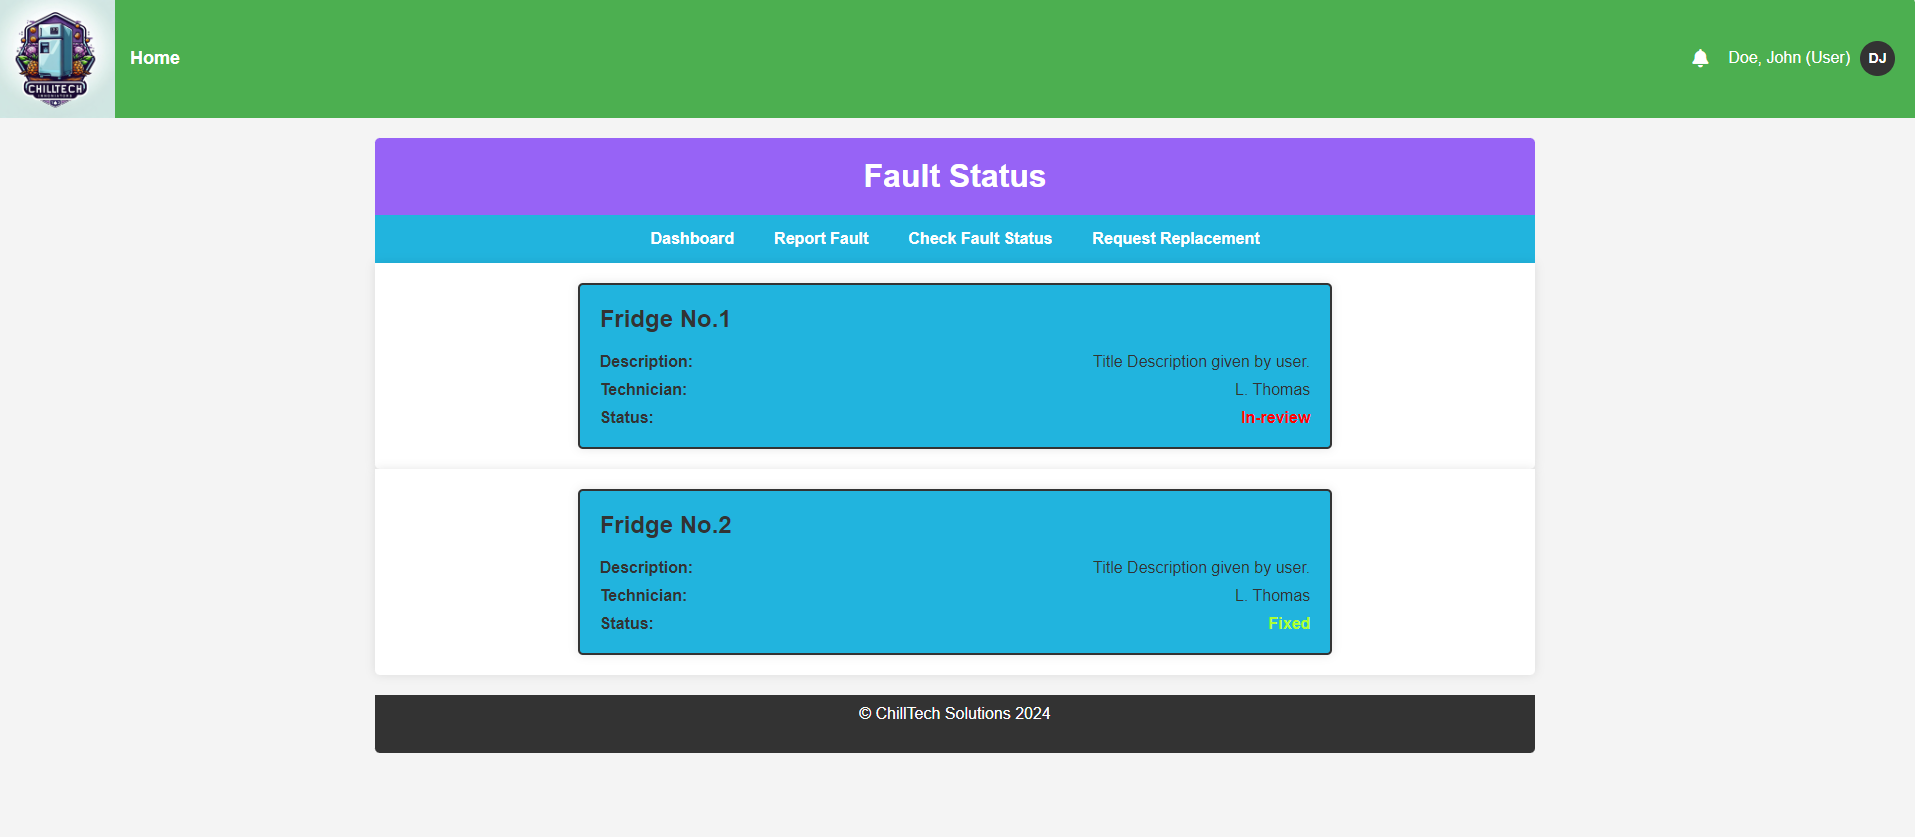 CHILLTECH
Home
Doe, John (User)
DJ
Fault Status
Dashboard Report Fault Check Fault Status Request Replacement
Fridge No.1
Description: Title Description given by user.
Technician: L. Thomas
Status: In-review
Fridge No.2
Description: Title Description given by user.
Technician: L. Thomas
Status: Fixed
© ChillTech Solutions 2024